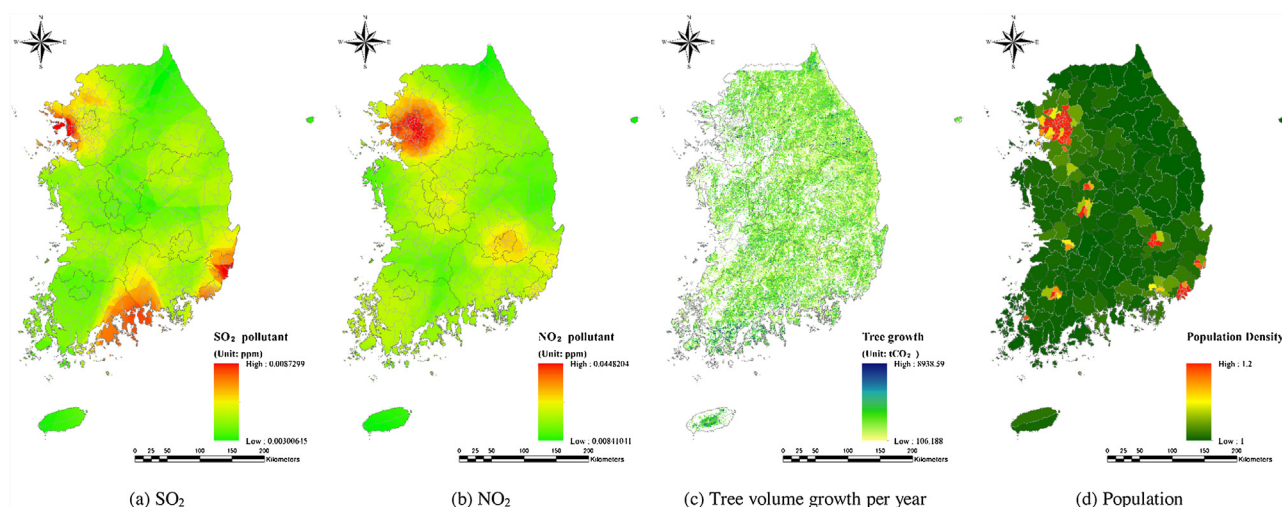 N
W E
S
SO₂ pollutant
(Unit: ppm)
High : 0.0087299
Low : 0.00300645
0 25 50 100 150 200
Kilometers
(a) SO₂
N
W E
S
NO₂ pollutant
(Unit: ppm)
High : 0.0448204
Low : 0.00841041
0 25 50 100 150 200
Kilometers
(b) NO₂
N
W E
S
Tree growth
(Unit: tCO₂ )
High : 8938.59
Low : 106.188
0 25 50 100 150 200
Kilometers
(c) Tree volume growth per year
N
W E
S
Population Density
High : 1.2
Low : 1
0 25 50 100 150 200
Kilometers
(d) Population